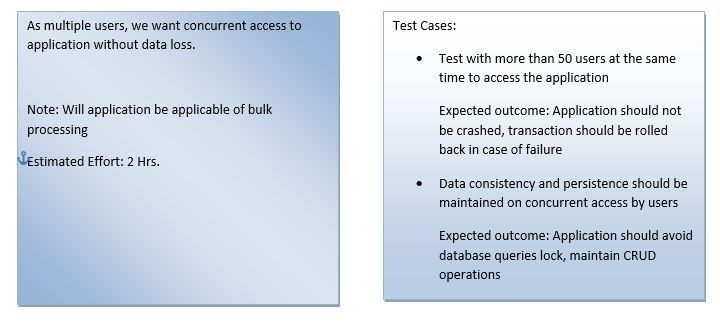 As multiple users, we want concurrent access to
application without data loss.
Note: Will application be applicable of bulk
processing
Estimated Effort: 2 Hrs.
Test Cases:
• Test with more than 50 users at the same
time to access the application
Expected outcome: Application should not
be crashed, transaction should be rolled
back in case of failure
• Data consistency and persistence should be
maintained on concurrent access by users
Expected outcome: Application should avoid
database queries lock, maintain CRUD
operations